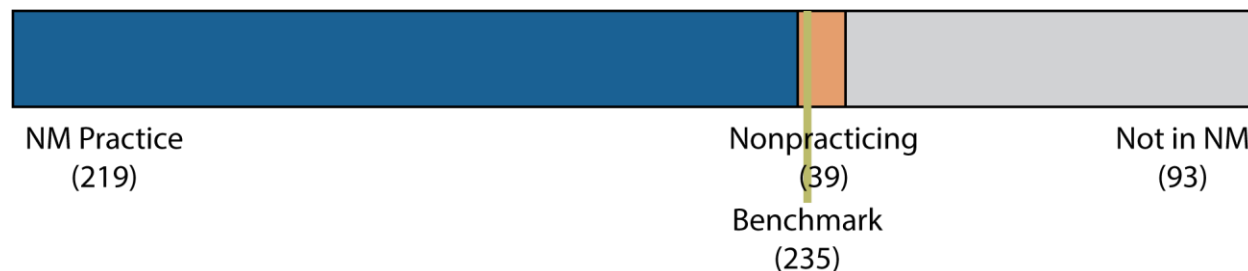 NM Practice
(219)
Nonpracticing
(39)
Not in NM
(93)
Benchmark
(235)